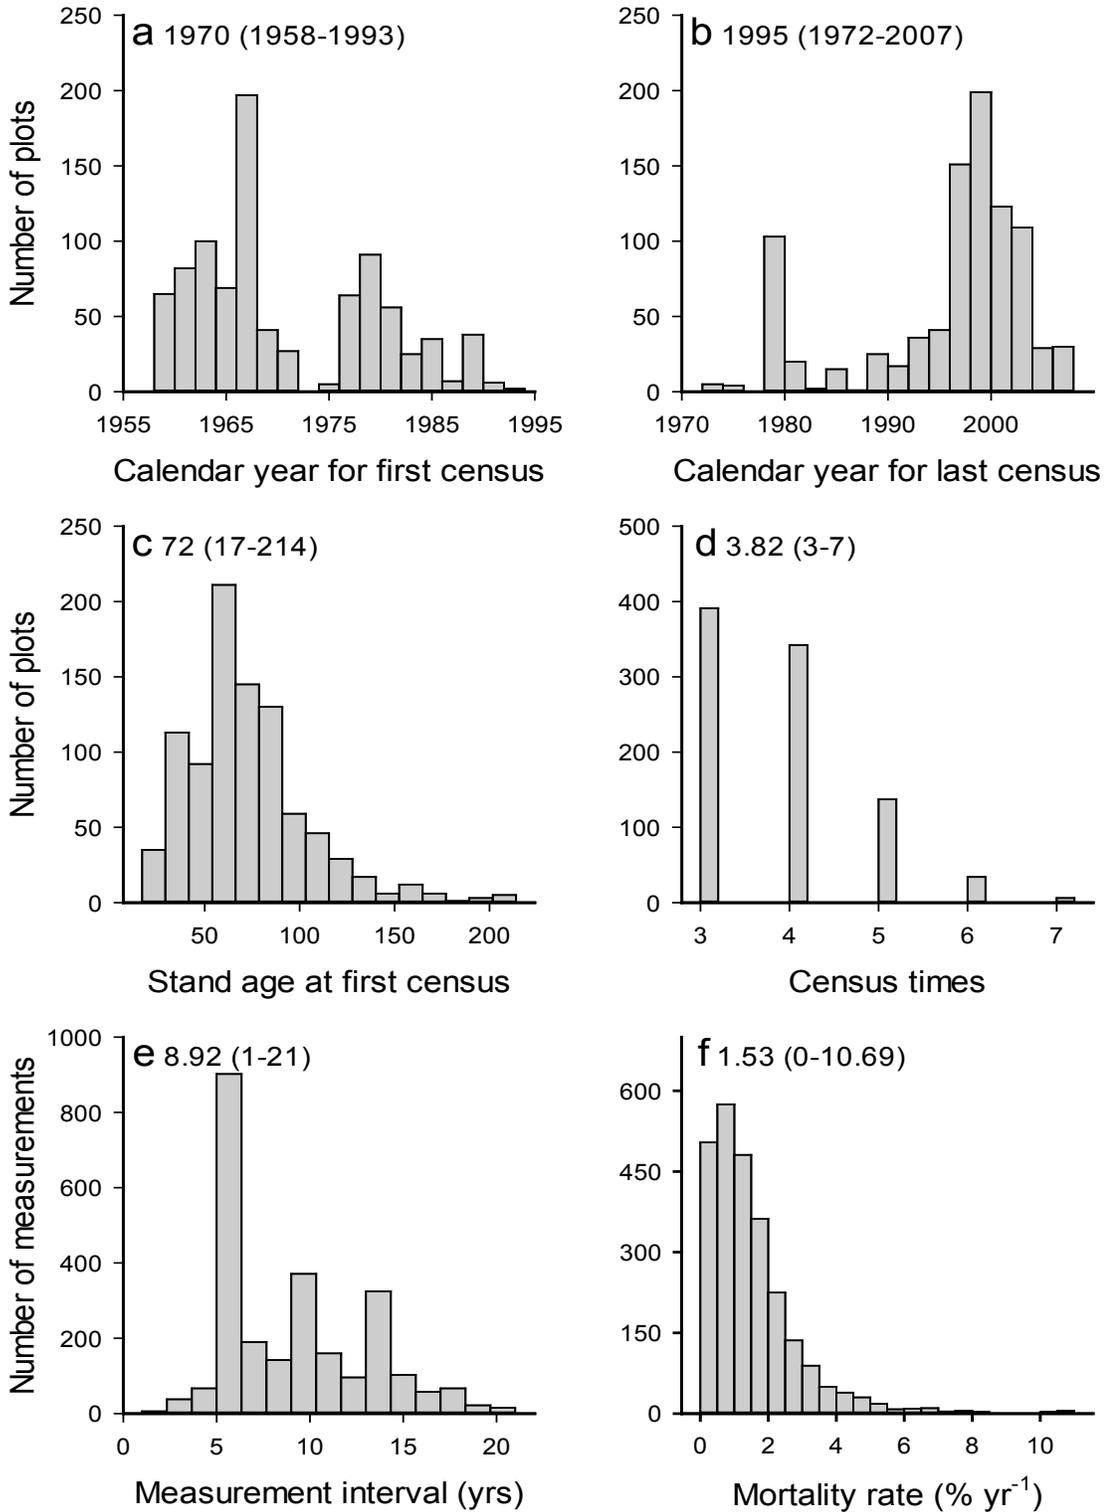 a 1970 (1958-1993)
250
200
150
100
50
0
Number of plots
1955 1965 1975 1985 1995
Calendar year for first census
b 1995 (1972-2007)
250
200
150
100
50
0
1970 1980 1990 2000
Calendar year for last census
c 72 (17-214)
250
200
150
100
50
0
Number of plots
50 100 150 200
Stand age at first census
d 3.82 (3-7)
500
400
300
200
100
0
3 4 5 6 7
Census times
e 8.92 (1-21)
1000
800
600
400
200
0
Number of measurements
0 5 10 15 20
Measurement interval (yrs)
f 1.53 (0-10.69)
600
450
300
150
0
0 2 4 6 8 10
Mortality rate (% yr⁻¹)